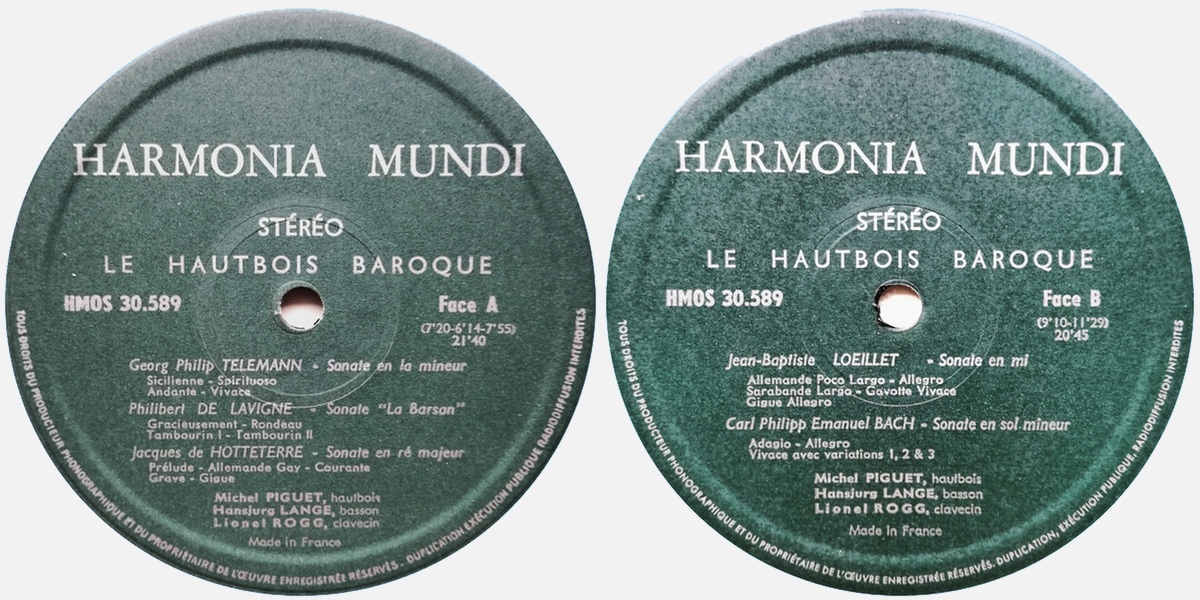 HARMONIA MUNDI
STÉRÉO
LE HAUTBOIS BAROQUE
HMOS 30.589
Face A
(7'20-6'14-7'55)
21'40
Georg Philip TELEMANN - Sonate en la mineur
Sicilienne - Spirituoso
Andante - Vivace
Philibert DE LAVIGNE - Sonate "La Barsan"
Gracieusement - Rondeau
Tambourin I - Tambourin II
Jacques de HOTTETERRE - Sonate en ré majeur
Prélude - Allemande Gay - Courante
Grave - Gigue
Michel PIGUET, hautbois
Hansjurg LANGE, basson
Lionel ROGG, clavecin
Made in France
TOUS DROITS DU PRODUCTEUR PHONOGRAPHIQUE ET DU PROPRIÉTAIRE DE L'ŒUVRE ENREGISTRÉE RÉSERVÉS. DUPLICATION, EXÉCUTION PUBLIQUE RADIODIFFUSION INTERDITES
HARMONIA MUNDI
STÉRÉO
LE HAUTBOIS BAROQUE
HMOS 30.589
Face B
(9'10-11'29)
20'45
Jean-Baptiste LOEILLET - Sonate en mi
Allemande Poco Largo - Allegro
Sarabande Largo - Gavotte Vivace
Gigue Allegro
Carl Philipp Emanuel BACH - Sonate en sol mineur
Adagio - Allegro
Vivace avec variations 1, 2 & 3
Michel PIGUET, hautbois
Hansjurg LANGE, basson
Lionel ROGG, clavecin
Made in France
TOUS DROITS DU PRODUCTEUR PHONOGRAPHIQUE ET DU PROPRIÉTAIRE DE L'ŒUVRE ENREGISTRÉE RÉSERVÉS. DUPLICATION, EXÉCUTION PUBLIQUE, RADIODIFFUSION INTERDITES